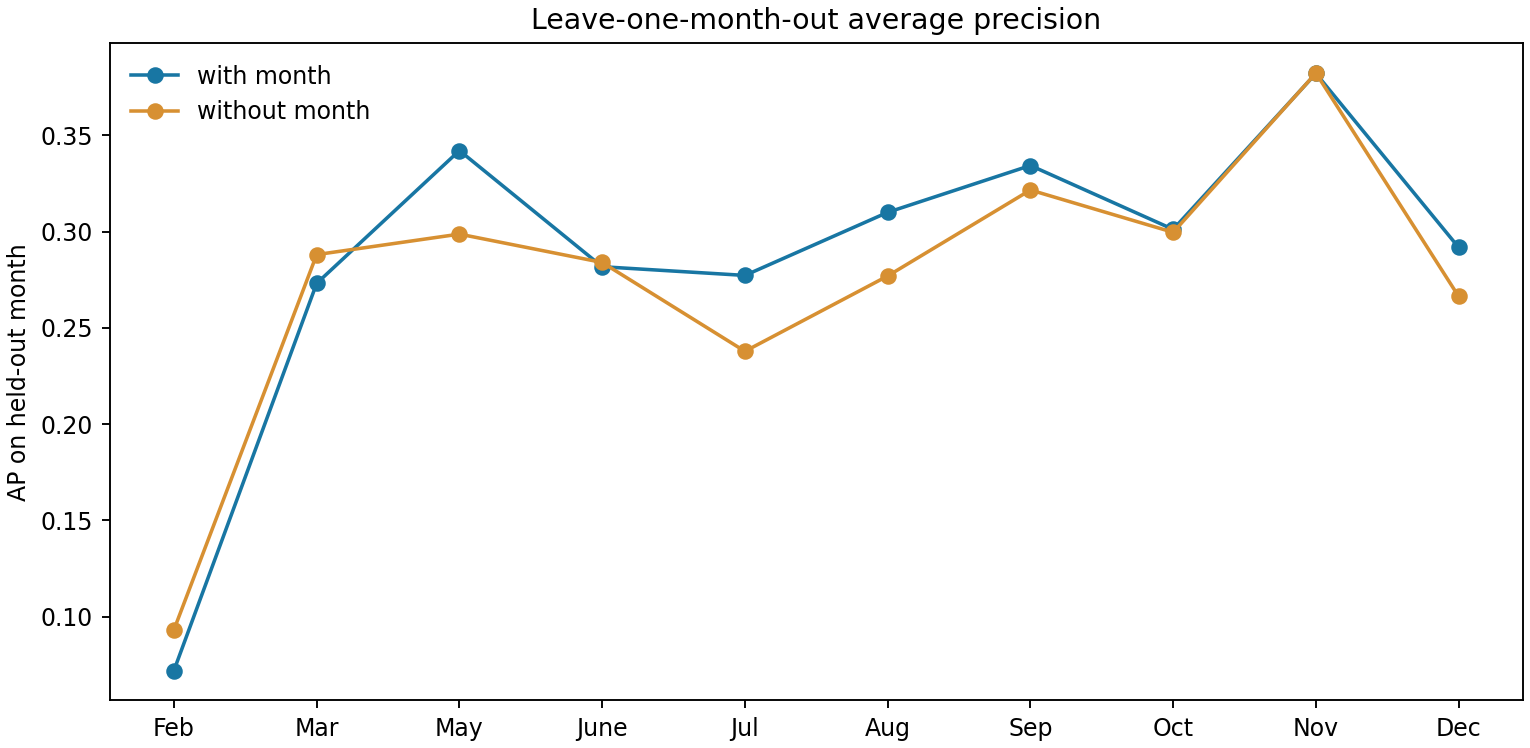 Leave-one-month-out average precision
with month
without month
AP on held-out month
0.35
0.30
0.25
0.20
0.15
0.10
Feb Mar May June Jul Aug Sep Oct Nov Dec